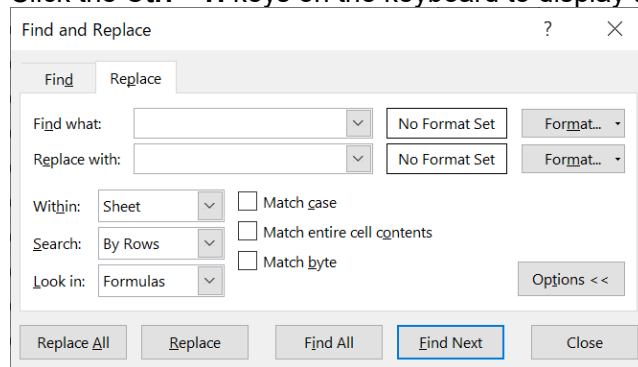 Find and Replace ?
Find Replace
Find what: No Format Set Format...
Replace with: No Format Set Format...
Within: Sheet Match case
Match entire cell contents
Search: By Rows
Match byte
Look in: Formulas
Options <<
Replace All Replace Find All Find Next Close